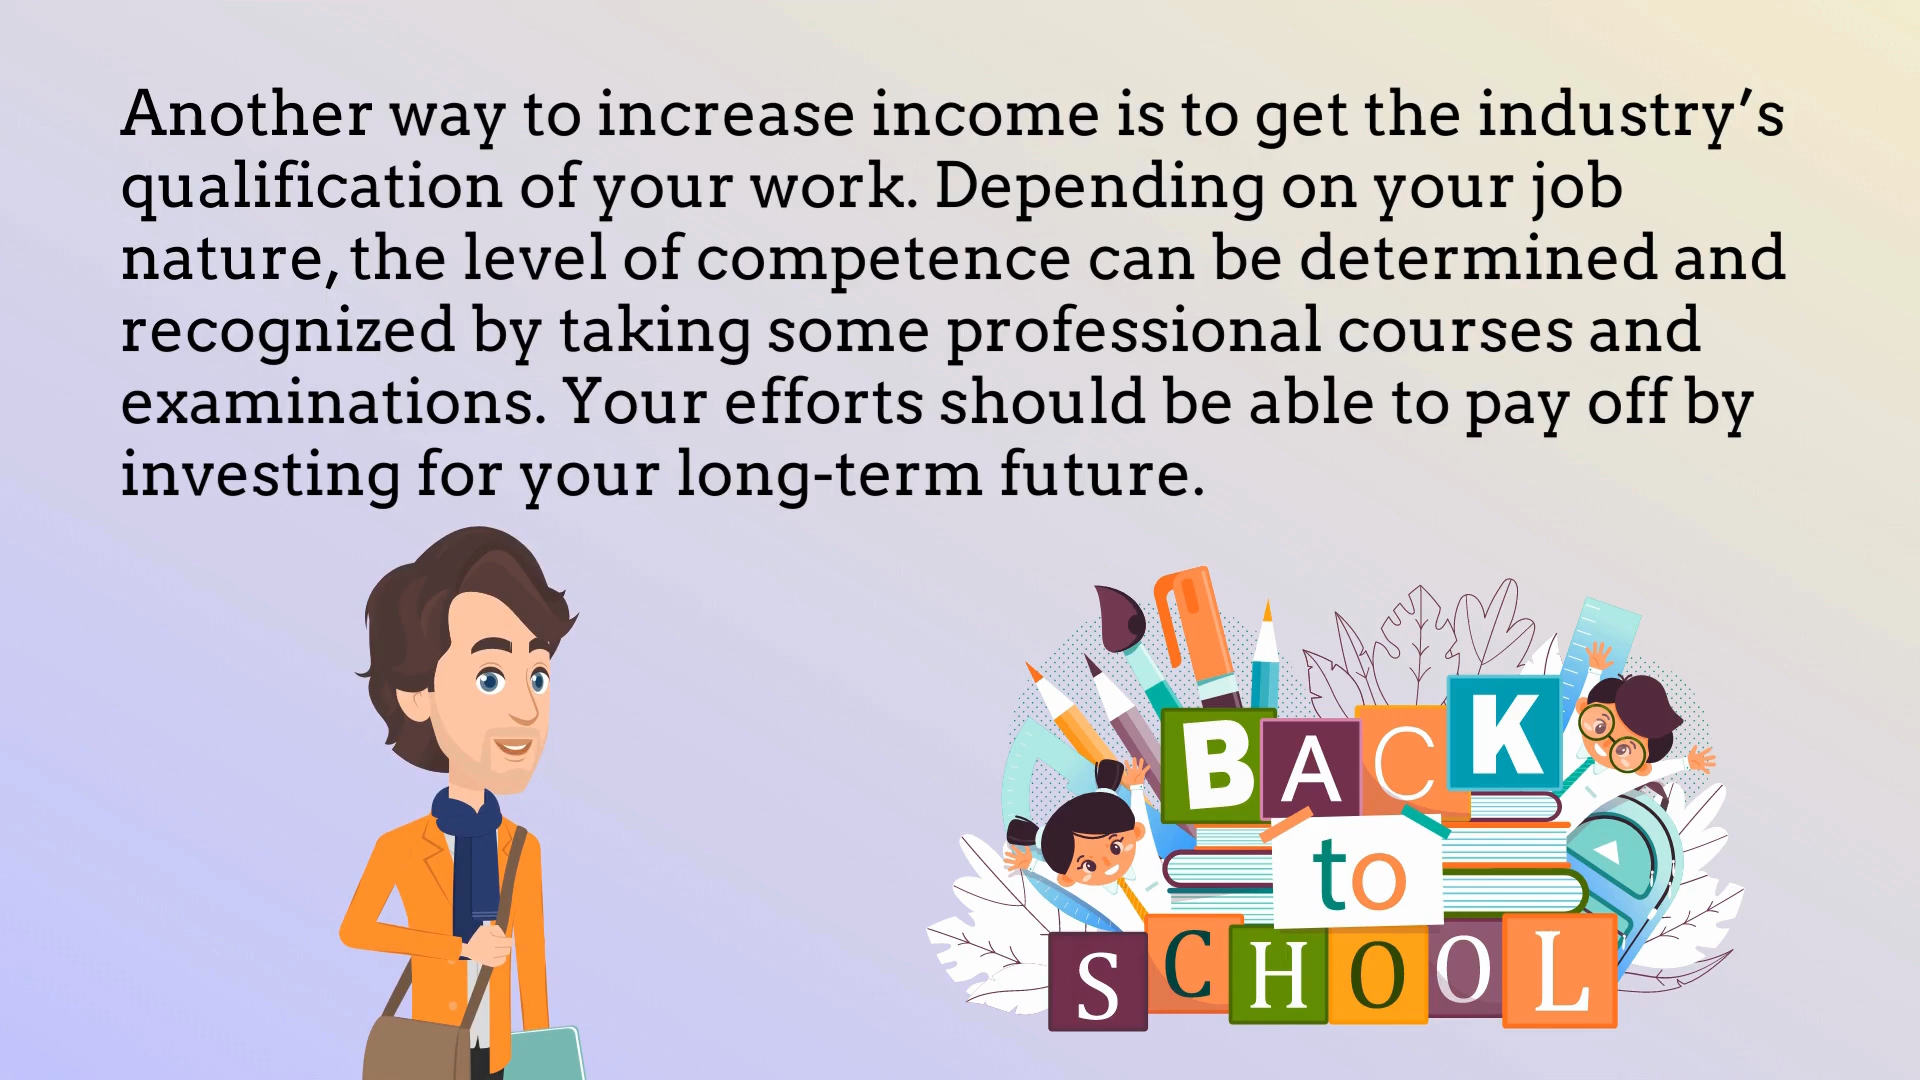 Another way to increase income is to get the industry’s
qualification of your work. Depending on your job
nature, the level of competence can be determined and
recognized by taking some professional courses and
examinations. Your efforts should be able to pay off by
investing for your long-term future.
BACK
to
SCHOOL